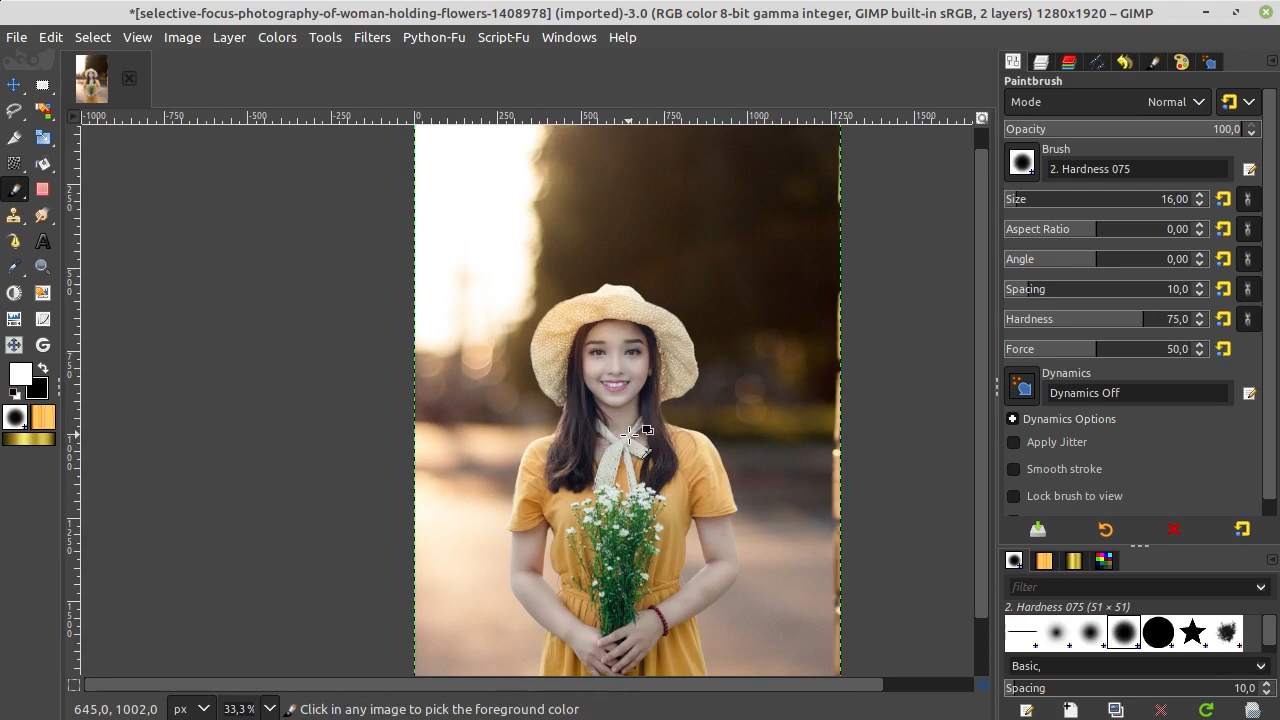 *[selective-focus-photography-of-woman-holding-flowers-1408978] (imported)-3.0 (RGB color 8-bit gamma integer, GIMP built-in sRGB, 2 layers) 1280x1920 – GIMP
File Edit Select View Image Layer Colors Tools Filters Python-Fu Script-Fu Windows Help
-1000 -750 -500 -250 0 250 500 750 1000 1250 1500
250
500
750
1000
1250
1500
Paintbrush
Mode Normal
Opacity 100,0
Brush
2. Hardness 075
Size 16,00
Aspect Ratio 0,00
Angle 0,00
Spacing 10,0
Hardness 75,0
Force 50,0
Dynamics
Dynamics Off
Dynamics Options
Apply Jitter
Smooth stroke
Lock brush to view
filter
2. Hardness 075 (51 × 51)
Basic,
Spacing 10,0
645,0, 1002,0 px 33,3 % Click in any image to pick the foreground color